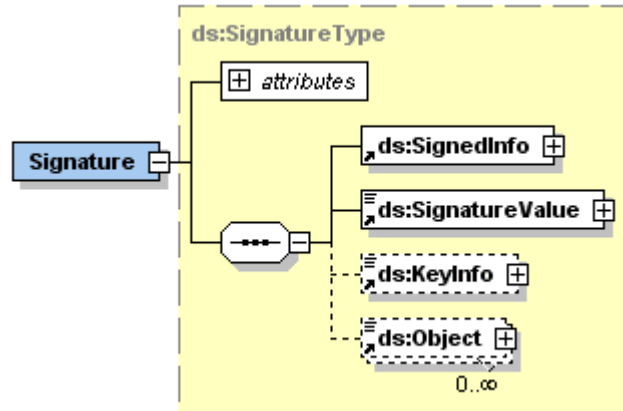 ds:SignatureType
attributes
Signature
ds:SignedInfo
ds:SignatureValue
ds:KeyInfo
ds:Object
0..∞